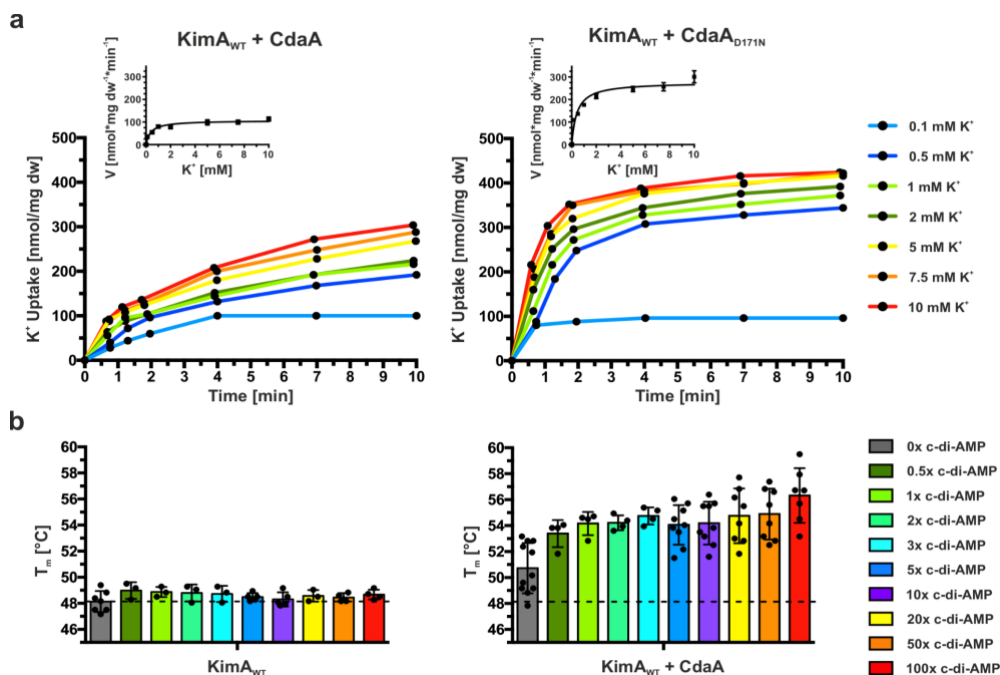 a
KimA_WT + CdaA
V [nmol*mg dw⁻¹*min⁻¹]
300
200
100
0
0 2 4 6 8 10
K⁺ [mM]
K⁺ Uptake [nmol/mg dw]
500
400
300
200
100
0
0 1 2 3 4 5 6 7 8 9 10
Time [min]
KimA_WT + CdaA_D171N
V [nmol*mg dw⁻¹*min⁻¹]
300
200
100
0
0 2 4 6 8 10
K⁺ [mM]
K⁺ Uptake [nmol/mg dw]
500
400
300
200
100
0
0 1 2 3 4 5 6 7 8 9 10
Time [min]
0.1 mM K⁺
0.5 mM K⁺
1 mM K⁺
2 mM K⁺
5 mM K⁺
7.5 mM K⁺
10 mM K⁺
b
T_m [°C]
60
58
56
54
52
50
48
46
KimA_WT
T_m [°C]
60
58
56
54
52
50
48
46
KimA_WT + CdaA
0x c-di-AMP
0.5x c-di-AMP
1x c-di-AMP
2x c-di-AMP
3x c-di-AMP
5x c-di-AMP
10x c-di-AMP
20x c-di-AMP
50x c-di-AMP
100x c-di-AMP